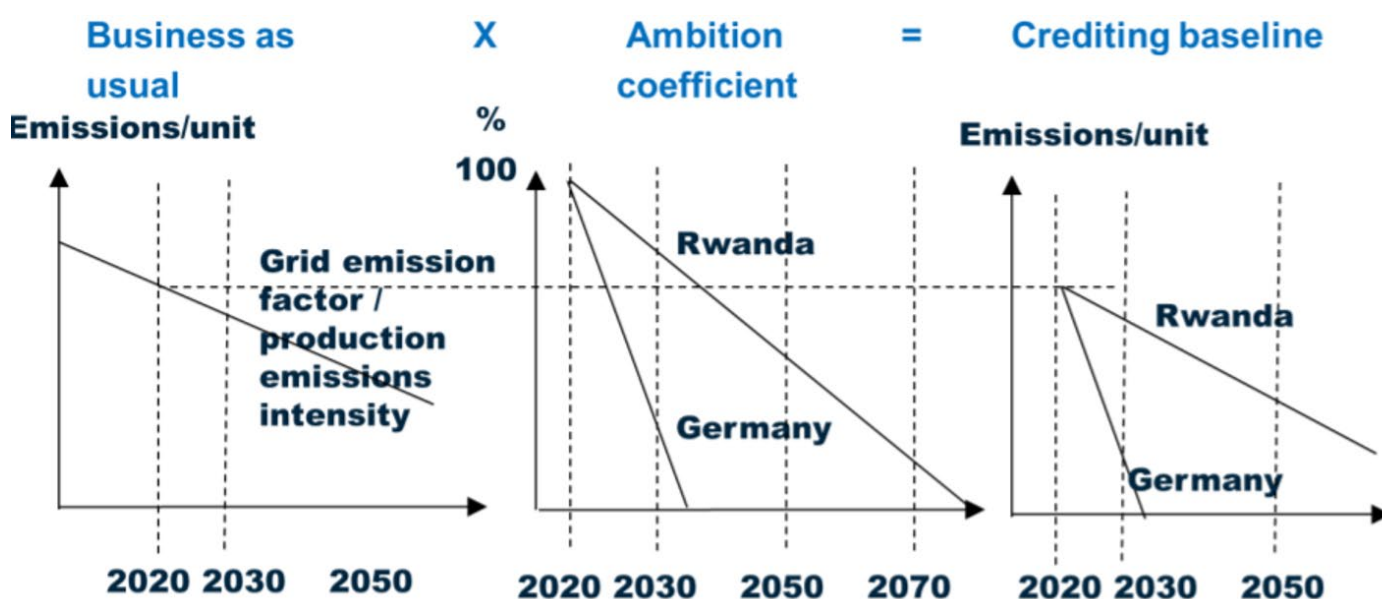 Business as usual
X
Ambition coefficient
=
Crediting baseline
Emissions/unit
Grid emission
factor /
production
emissions
intensity
2020 2030 2050
%
100
Rwanda
Germany
2020 2030 2050 2070
Emissions/unit
Rwanda
Germany
2020 2030 2050